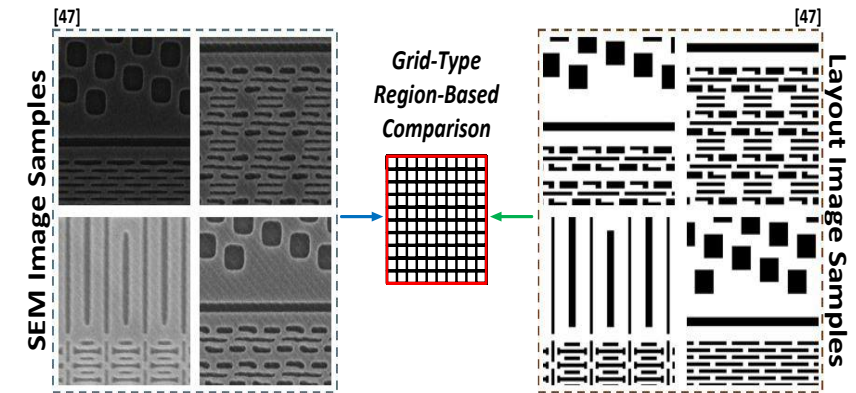 [47]
[47]
SEM Image Samples
Grid-Type
Region-Based
Comparison
Layout Image Samples